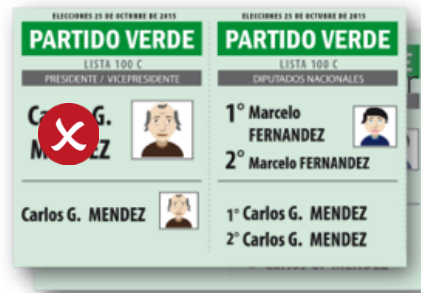 ELECCIONES 25 DE OCTUBRE DE 2015
PARTIDO VERDE
LISTA 100 C
PRESIDENTE / VICEPRESIDENTE
G.
Carlos G. MENDEZ
ELECCIONES 25 DE OCTUBRE DE 2015
PARTIDO VERDE
LISTA 100 C
DIPUTADOS NACIONALES
1° Marcelo
FERNANDEZ
2° Marcelo FERNANDEZ
1° Carlos G. MENDEZ
2° Carlos G. MENDEZ